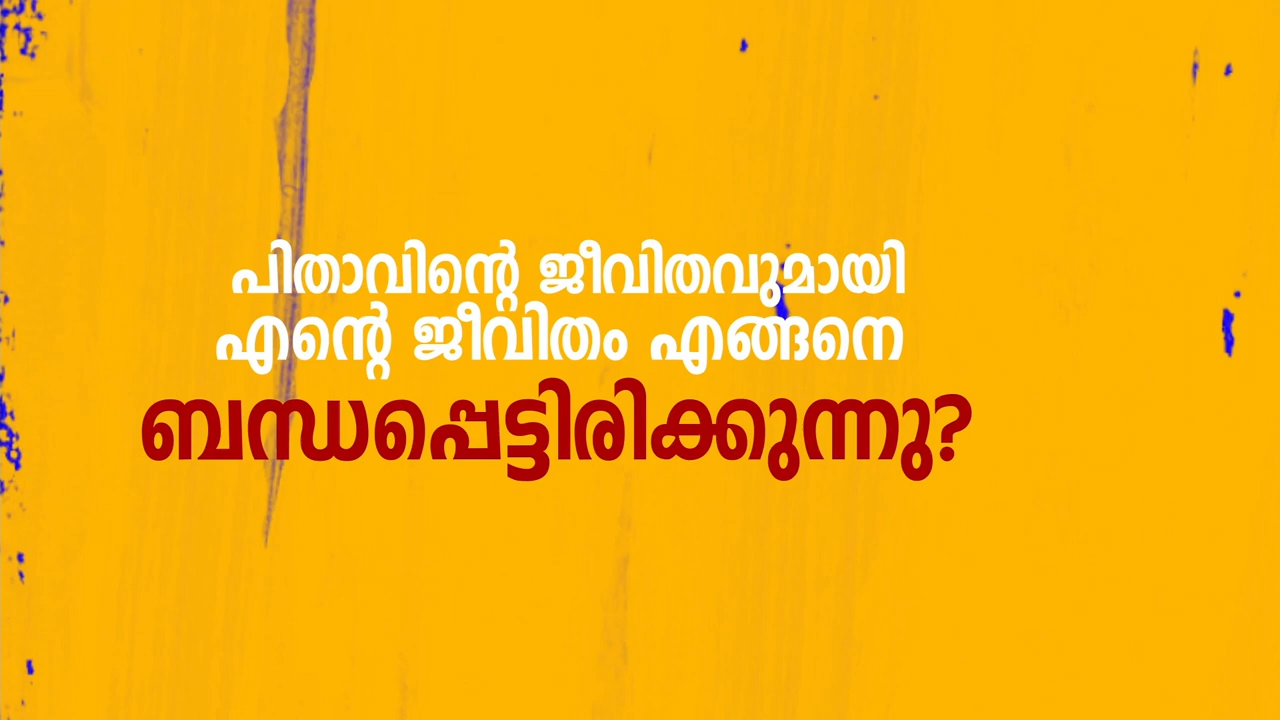 പിതാവിന്റെ ജീവിതവുമായി
എന്റെ ജീവിതം എങ്ങനെ
ബന്ധപ്പെട്ടിരിക്കുന്നു?